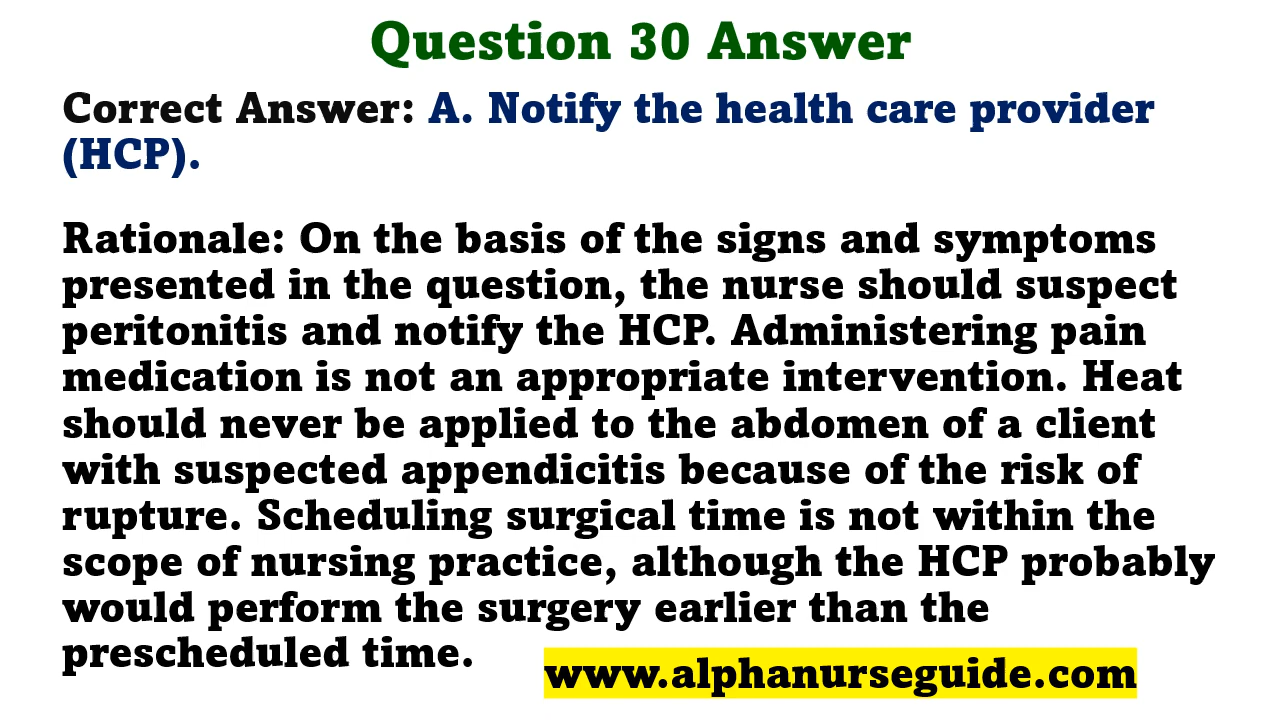 Question 30 Answer
Correct Answer: A. Notify the health care provider
(HCP).
Rationale: On the basis of the signs and symptoms
presented in the question, the nurse should suspect
peritonitis and notify the HCP. Administering pain
medication is not an appropriate intervention. Heat
should never be applied to the abdomen of a client
with suspected appendicitis because of the risk of
rupture. Scheduling surgical time is not within the
scope of nursing practice, although the HCP probably
would perform the surgery earlier than the
prescheduled time.
www.alphanurseguide.com